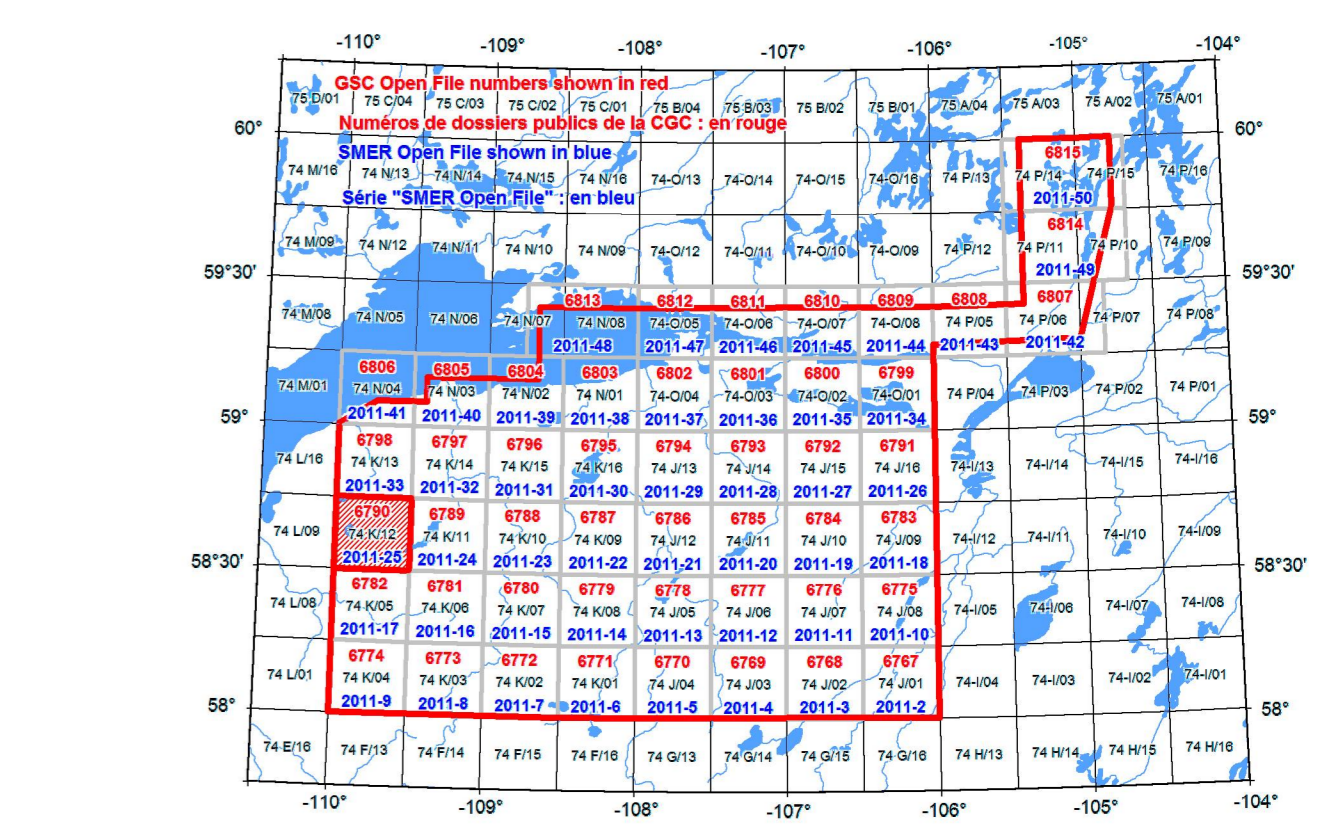 -110° -109° -108° -107° -106° -105° -104°
GSC Open File numbers shown in red
75 D/01 75 C/04 75 C/03 75 C/02 75 C/01 75 B/04 75 B/03 75 B/02 75 B/01 75 A/04 75 A/03 75 A/02 75 A/01
Numéros de dossiers publics de la CGC : en rouge
60° 60°
SMER Open File shown in blue
6815
74 M/16 74 N/13 74 N/14 74 N/15 74 N/16 74-O/13 74-O/14 74-O/15 74-O/16 74 P/13 74 P/14 74 P/15 74 P/16
Série "SMER Open File" : en bleu
2011-50
6814
74 M/09 74 N/12 74 N/11 74 N/10 74 N/09 74-O/12 74-O/11 74-O/10 74-O/09 74 P/12 74 P/11 74 P/10 74 P/09
2011-49
59°30' 59°30'
6813 6812 6811 6810 6809 6808 6807
74 M/08 74 N/05 74 N/06 74 N/07 74 N/08 74-O/05 74-O/06 74-O/07 74-O/08 74 P/05 74 P/06 74 P/07 74 P/08
2011-48 2011-47 2011-46 2011-45 2011-44 2011-43 2011-42
6806 6805 6804 6803 6802 6801 6800 6799
74 M/01 74 N/04 74 N/03 74 N/02 74 N/01 74-O/04 74-O/03 74-O/02 74-O/01 74 P/04 74 P/03 74 P/02 74 P/01
2011-41 2011-40 2011-39 2011-38 2011-37 2011-36 2011-35 2011-34
59° 59°
6798 6797 6796 6795 6794 6793 6792 6791
74 L/16 74 K/13 74 K/14 74 K/15 74 K/16 74 J/13 74 J/14 74 J/15 74 J/16 74-I/13 74-I/14 74-I/15 74-I/16
2011-33 2011-32 2011-31 2011-30 2011-29 2011-28 2011-27 2011-26
6790 6789 6788 6787 6786 6785 6784 6783
74 L/09 74 K/12 74 K/11 74 K/10 74 K/09 74 J/12 74 J/11 74 J/10 74 J/09 74-I/12 74-I/11 74-I/10 74-I/09
2011-25 2011-24 2011-23 2011-22 2011-21 2011-20 2011-19 2011-18
58°30' 58°30'
6782 6781 6780 6779 6778 6777 6776 6775
74 L/08 74 K/05 74 K/06 74 K/07 74 K/08 74 J/05 74 J/06 74 J/07 74 J/08 74-I/05 74-I/06 74-I/07 74-I/08
2011-17 2011-16 2011-15 2011-14 2011-13 2011-12 2011-11 2011-10
6774 6773 6772 6771 6770 6769 6768 6767
74 L/01 74 K/04 74 K/03 74 K/02 74 K/01 74 J/04 74 J/03 74 J/02 74 J/01 74-I/04 74-I/03 74-I/02 74-I/01
2011-9 2011-8 2011-7 2011-6 2011-5 2011-4 2011-3 2011-2
58° 58°
74 E/16 74 F/13 74 F/14 74 F/15 74 F/16 74 G/13 74 G/14 74 G/15 74 G/16 74 H/13 74 H/14 74 H/15 74 H/16
-110° -109° -108° -107° -106° -105° -104°